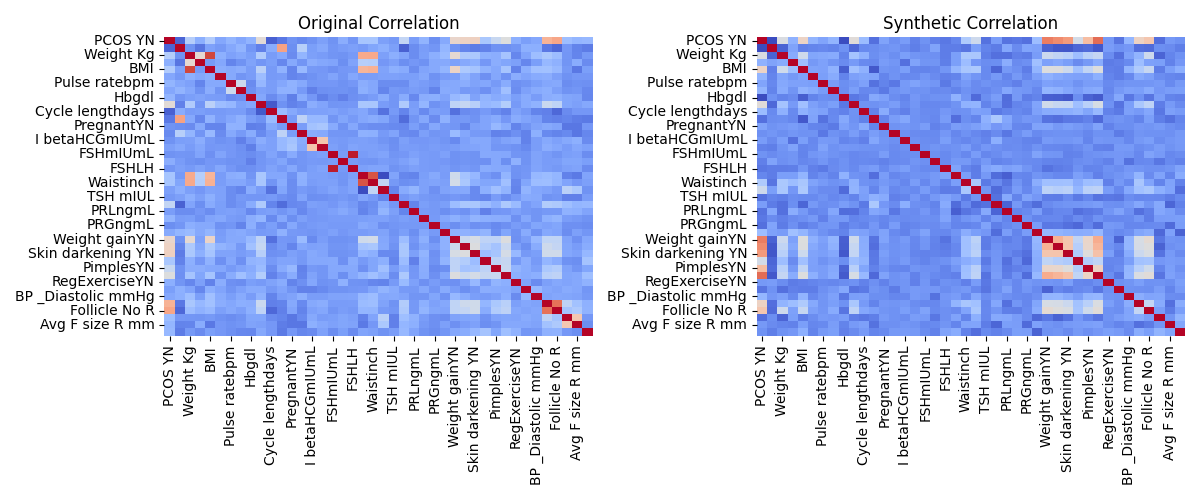 Original Correlation
PCOS YN
Weight Kg
BMI
Pulse ratebpm
Hbgdl
Cycle lengthdays
PregnantYN
I betaHCGmIUmL
FSHmIUmL
FSHLH
Waistinch
TSH mIUL
PRLngmL
PRGngmL
Weight gainYN
Skin darkening YN
PimplesYN
RegExerciseYN
BP _Diastolic mmHg
Follicle No R
Avg F size R mm
PCOS YN
Weight Kg
BMI
Pulse ratebpm
Hbgdl
Cycle lengthdays
PregnantYN
I betaHCGmIUmL
FSHmIUmL
FSHLH
Waistinch
TSH mIUL
PRLngmL
PRGngmL
Weight gainYN
Skin darkening YN
PimplesYN
RegExerciseYN
BP _Diastolic mmHg
Follicle No R
Avg F size R mm
Synthetic Correlation
PCOS YN
Weight Kg
BMI
Pulse ratebpm
Hbgdl
Cycle lengthdays
PregnantYN
I betaHCGmIUmL
FSHmIUmL
FSHLH
Waistinch
TSH mIUL
PRLngmL
PRGngmL
Weight gainYN
Skin darkening YN
PimplesYN
RegExerciseYN
BP _Diastolic mmHg
Follicle No R
Avg F size R mm
PCOS YN
Weight Kg
BMI
Pulse ratebpm
Hbgdl
Cycle lengthdays
PregnantYN
I betaHCGmIUmL
FSHmIUmL
FSHLH
Waistinch
TSH mIUL
PRLngmL
PRGngmL
Weight gainYN
Skin darkening YN
PimplesYN
RegExerciseYN
BP _Diastolic mmHg
Follicle No R
Avg F size R mm